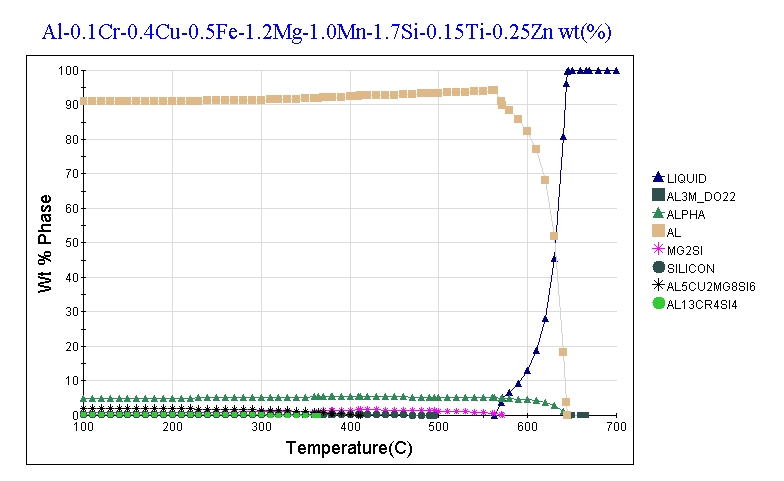 Al-0.1Cr-0.4Cu-0.5Fe-1.2Mg-1.0Mn-1.7Si-0.15Ti-0.25Zn wt(%)
100
90
80
70
60
50
40
30
20
10
0
Wt % Phase
100 200 300 400 500 600 700
Temperature(C)
LIQUID
AL3M_DO22
ALPHA
AL
MG2SI
SILICON
AL5CU2MG8SI6
AL13CR4SI4